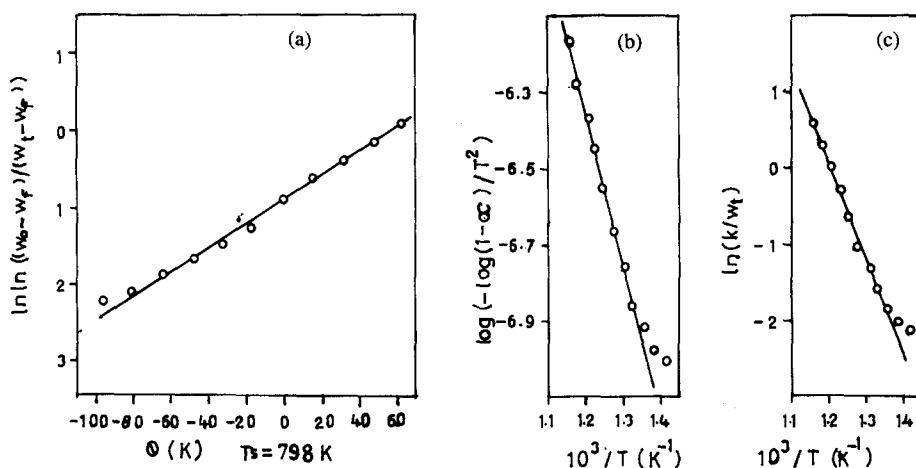 (a)
ln ln ((w₀-w_f)/(w_t-w_f))
1
0
1
2
3
-100 -80 -60 -40 -20 0 20 40 60
θ (K) Ts = 798 K
(b)
log(-log(1-∝)/T²)
-6.3
-6.5
-6.7
-6.9
1.1 1.2 1.3 1.4
10³/T (K⁻¹)
(c)
ln(k/w_t)
1
0
-1
-2
1.1 1.2 1.3 1.4
10³/T (K⁻¹)